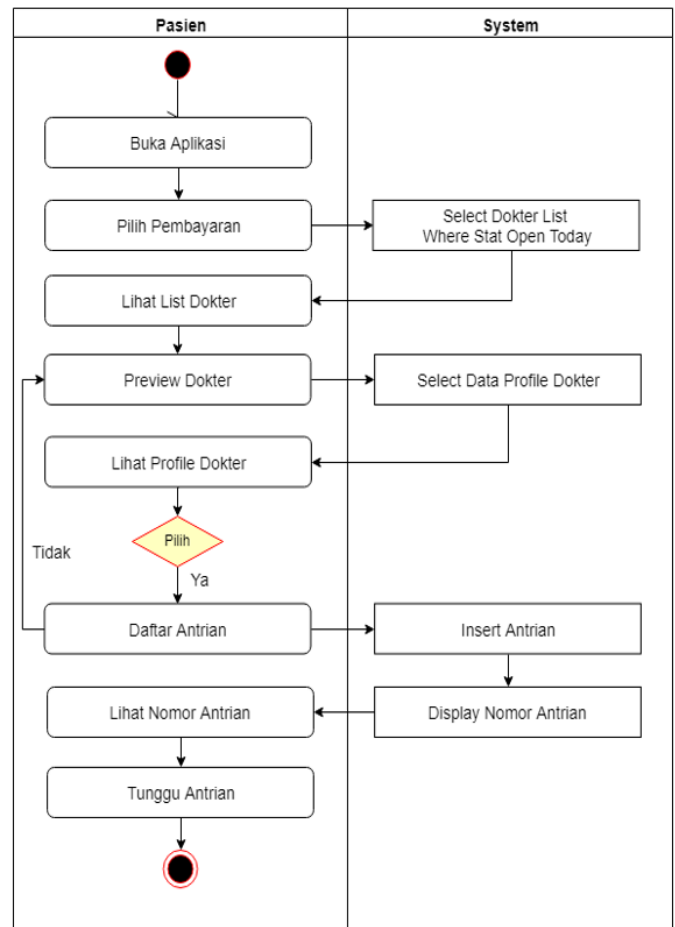 Pasien
System
Buka Aplikasi
Pilih Pembayaran
Select Dokter List
Where Stat Open Today
Lihat List Dokter
Preview Dokter
Select Data Profile Dokter
Lihat Profile Dokter
Pilih
Tidak
Ya
Daftar Antrian
Insert Antrian
Lihat Nomor Antrian
Display Nomor Antrian
Tunggu Antrian